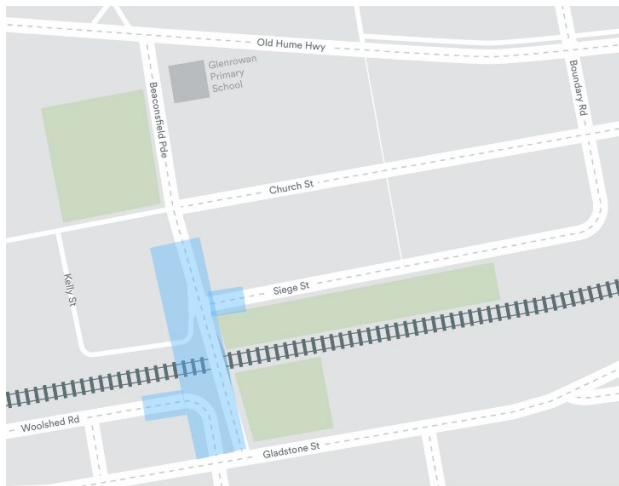 Old Hume Hwy
Glenrowan
Primary
School
Beaconsfield Pde
Boundary Rd
Church St
Kelly St
Siege St
Woolshed Rd
Gladstone St